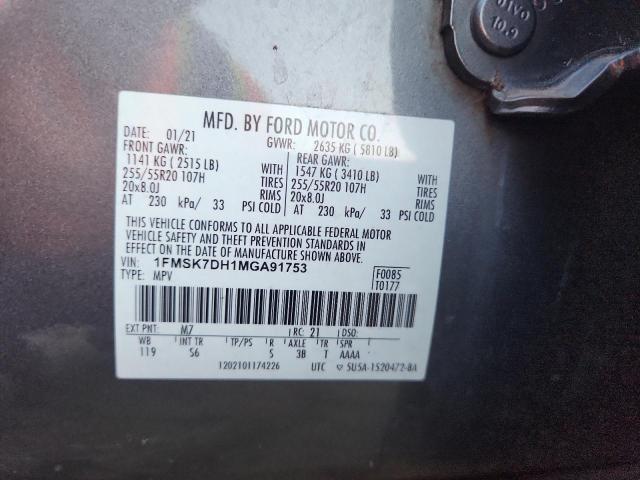 OIVO
10.9
MFD. BY FORD MOTOR CO.
DATE: 01/21 GVWR: 2635 KG ( 5810 LB)
FRONT GAWR: REAR GAWR:
1141 KG ( 2515 LB) WITH 1547 KG ( 3410 LB) WITH
255/55R20 107H TIRES 255/55R20 107H TIRES
20x8.0J RIMS 20x8.0J RIMS
AT 230 kPa/ 33 PSI COLD AT 230 kPa/ 33 PSI COLD
THIS VEHICLE CONFORMS TO ALL APPLICABLE FEDERAL MOTOR
VEHICLE SAFETY AND THEFT PREVENTION STANDARDS IN
EFFECT ON THE DATE OF MANUFACTURE SHOWN ABOVE.
VIN: 1FMSK7DH1MGA91753 F0085
TYPE: MPV T0177
EXT PNT: M7 RC: 21 DSO:
WB INT TR TP/PS R AXLE TR SPR
119 S6 S 3B T AAAA
1202101174226 UTC ▽ 5U5A-1520472-BA